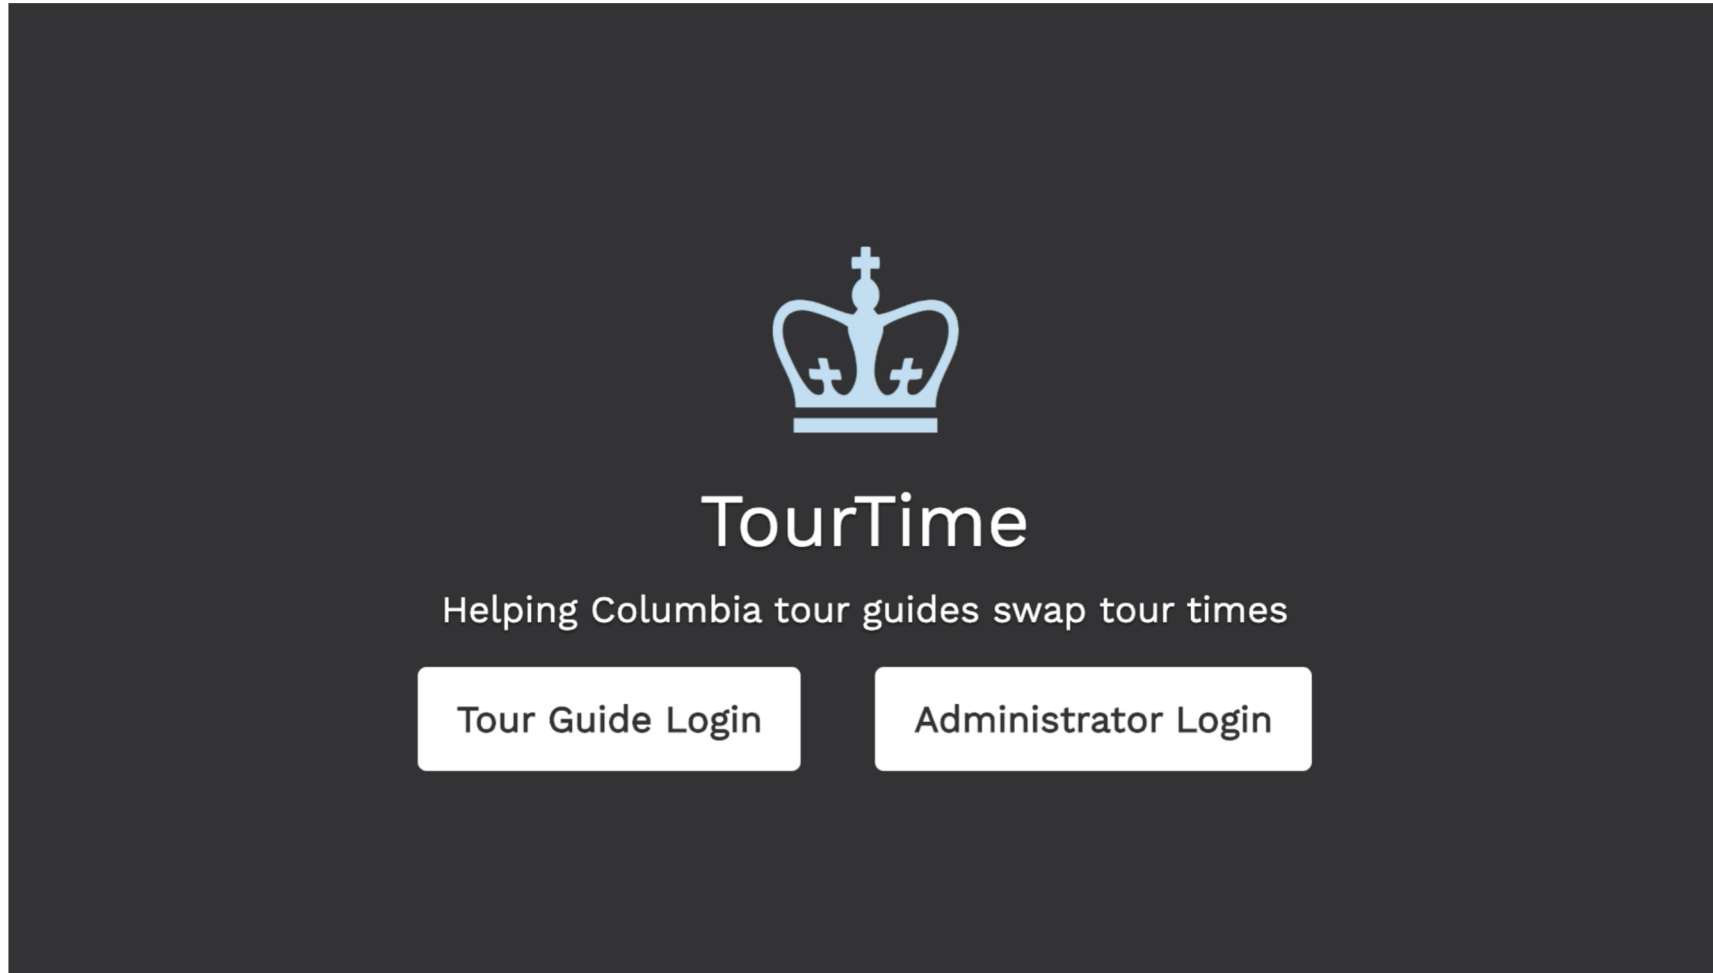 TourTime
Helping Columbia tour guides swap tour times
Tour Guide Login
Administrator Login